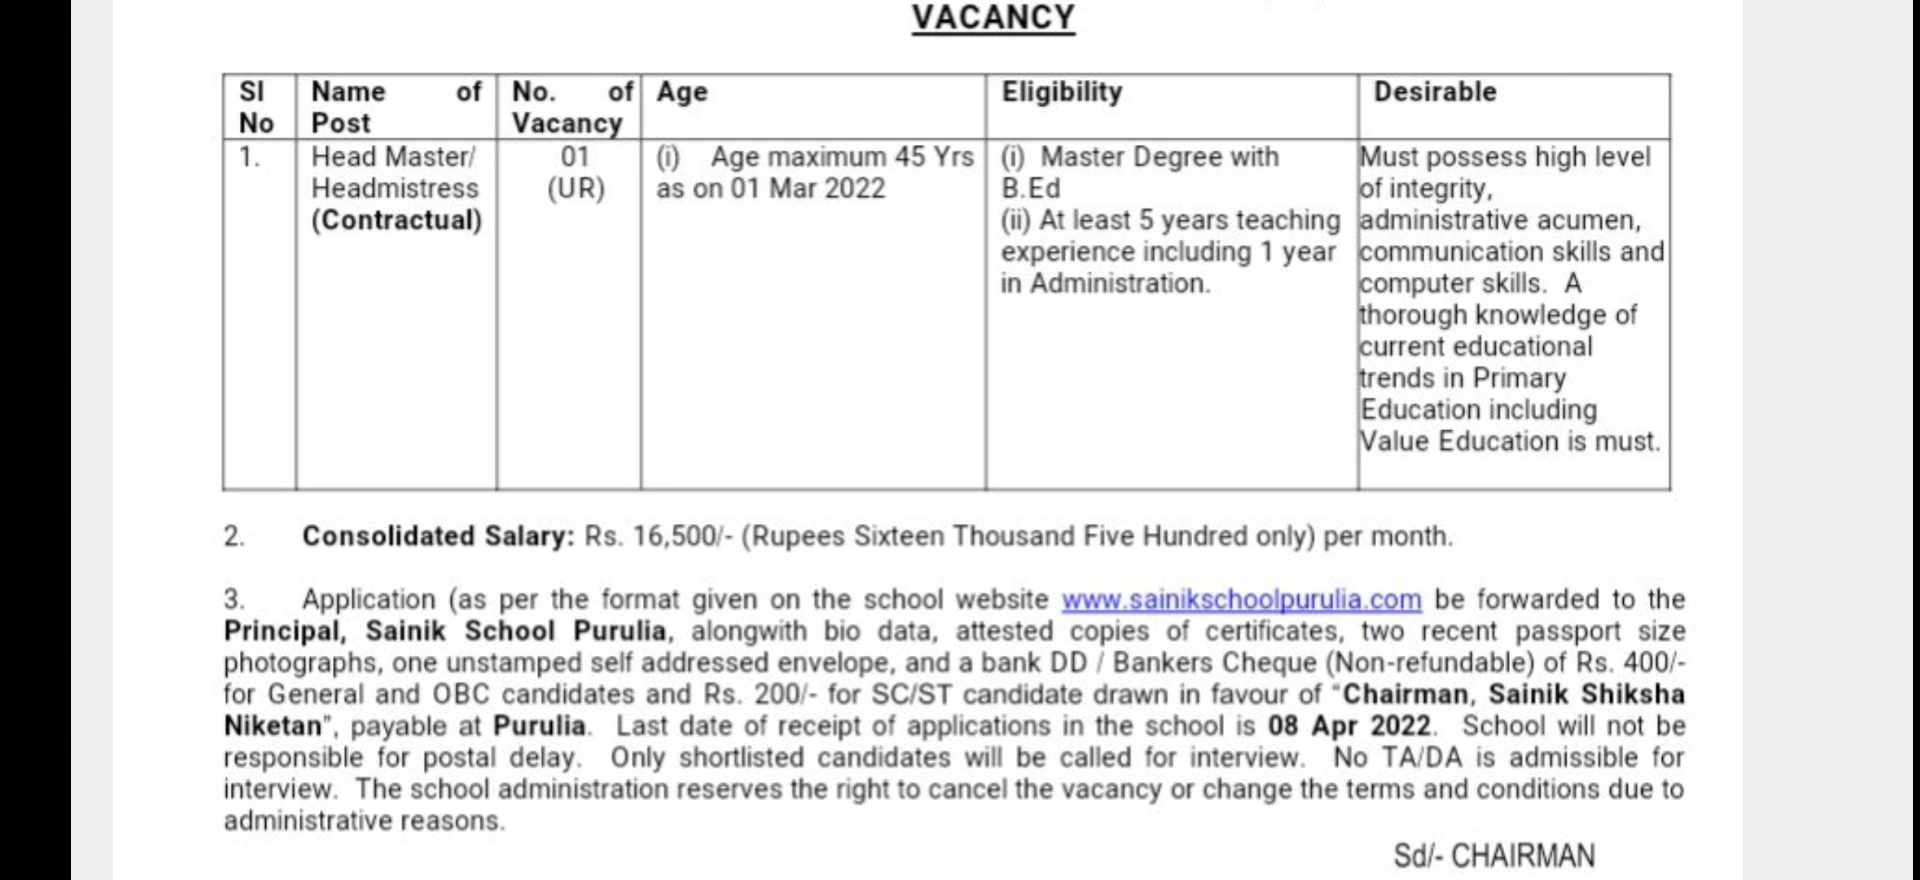 VACANCY
Sl No
Name of Post
No. of Vacancy
Age
Eligibility
Desirable
1.
Head Master/
Headmistress
(Contractual)
01
(UR)
(i) Age maximum 45 Yrs
as on 01 Mar 2022
(i) Master Degree with
B.Ed
(ii) At least 5 years teaching
experience including 1 year
in Administration.
Must possess high level
of integrity,
administrative acumen,
communication skills and
computer skills. A
thorough knowledge of
current educational
trends in Primary
Education including
Value Education is must.
2. Consolidated Salary: Rs. 16,500/- (Rupees Sixteen Thousand Five Hundred only) per month.
3. Application (as per the format given on the school website www.sainikschoolpurulia.com be forwarded to the
Principal, Sainik School Purulia, alongwith bio data, attested copies of certificates, two recent passport size
photographs, one unstamped self addressed envelope, and a bank DD / Bankers Cheque (Non-refundable) of Rs. 400/-
for General and OBC candidates and Rs. 200/- for SC/ST candidate drawn in favour of “Chairman, Sainik Shiksha
Niketan”, payable at Purulia. Last date of receipt of applications in the school is 08 Apr 2022. School will not be
responsible for postal delay. Only shortlisted candidates will be called for interview. No TA/DA is admissible for
interview. The school administration reserves the right to cancel the vacancy or change the terms and conditions due to
administrative reasons.
Sd/- CHAIRMAN